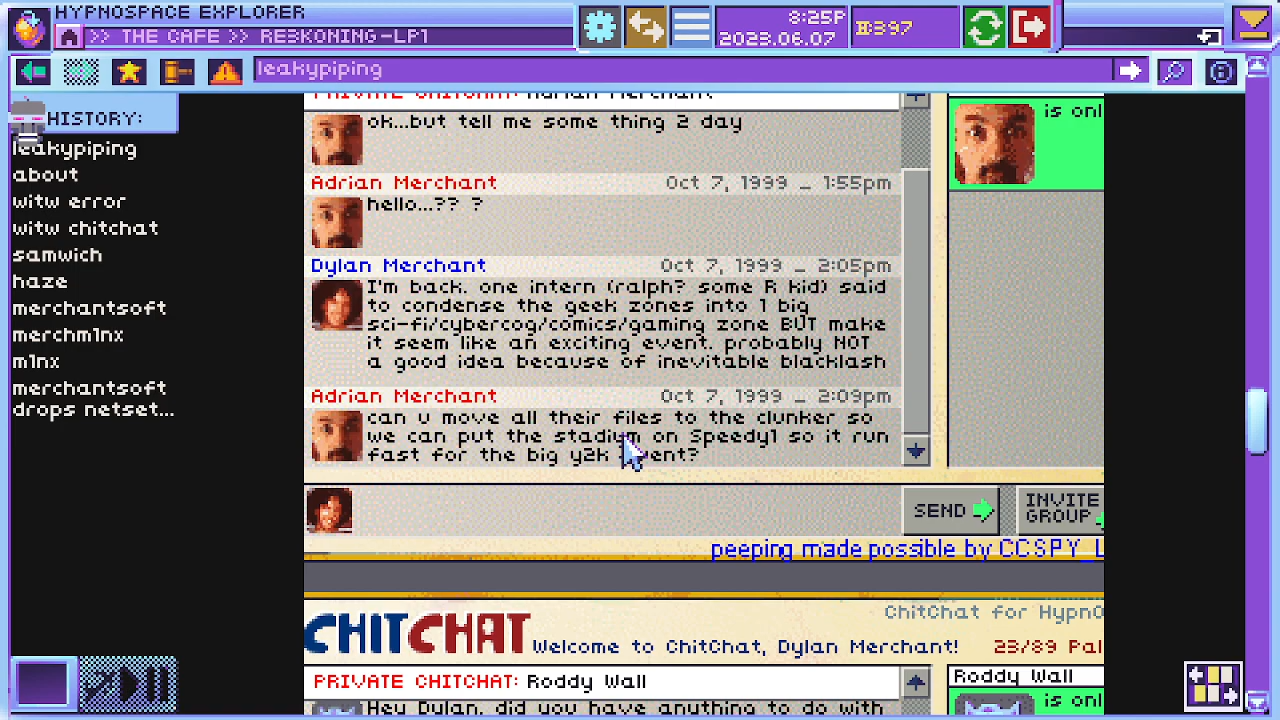 HYPNOSPACE EXPLORER
>> THE CAFE >> RE3KONING-LP1
8:25P
2023.06.07
397
leakypiping
HISTORY:
leakypiping
about
witw error
witw chitchat
samwich
haze
merchantsoft
merchm1nx
m1nx
merchantsoft
drops netset...
PRIVATE CHITCHAT: Adrian Merchant
ok...but tell me some thing 2 day
Adrian Merchant Oct 7, 1999 _ 1:55pm
hello...?? ?
Dylan Merchant Oct 7, 1999 _ 2:05pm
I'm back. one intern (ralph? some R kid) said
to condense the geek zones into 1 big
sci-fi/cybercog/comics/gaming zone BUT make
it seem like an exciting event. probably NOT
a good idea because of inevitable blacklash
Adrian Merchant Oct 7, 1999 _ 2:09pm
can u move all their files to the clunker so
we can put the stadium on Speedy1 so it run
fast for the big y2k event?
is onl
SEND
INVITE
GROUP
peeping made possible by CCSPY_L
CHITCHAT
ChitChat for HypnO
Welcome to ChitChat, Dylan Merchant!
23/89 Pal
PRIVATE CHITCHAT: Roddy Wall
Roddy Wall
Hey Dylan, did you have anything to do with
is onl